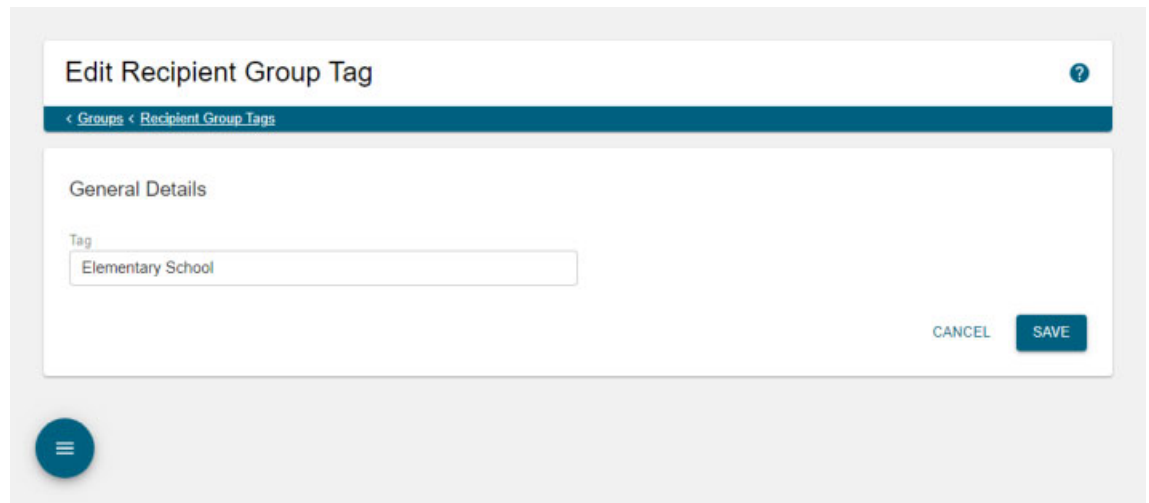 Edit Recipient Group Tag
?
< Groups < Recipient Group Tags
General Details
Tag
Elementary School
CANCEL SAVE